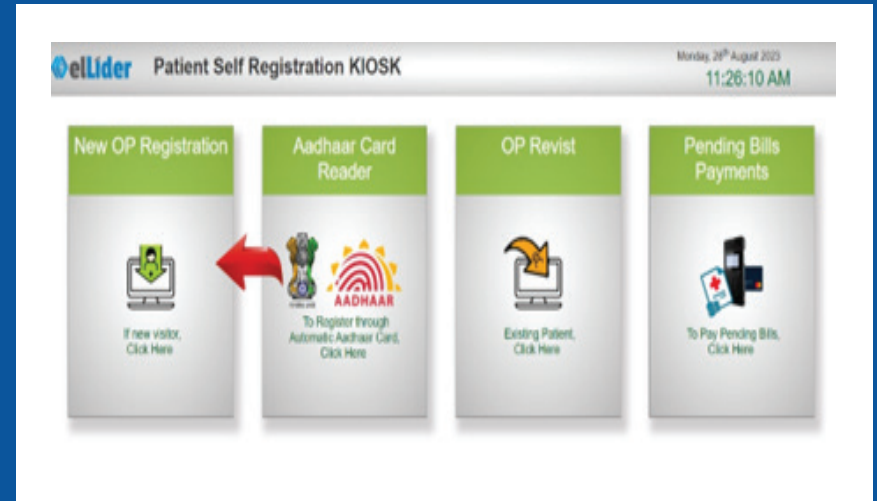 elLider
Patient Self Registration KIOSK
Monday, 28th August 2023
11:26:10 AM
New OP Registration
If new visitor,
Click Here
Aadhaar Card
Reader
AADHAAR
To Register through
Automatic Aadhaar Card,
Click Here
OP Revist
Existing Patient,
Click Here
Pending Bills
Payments
To Pay Pending Bills,
Click Here